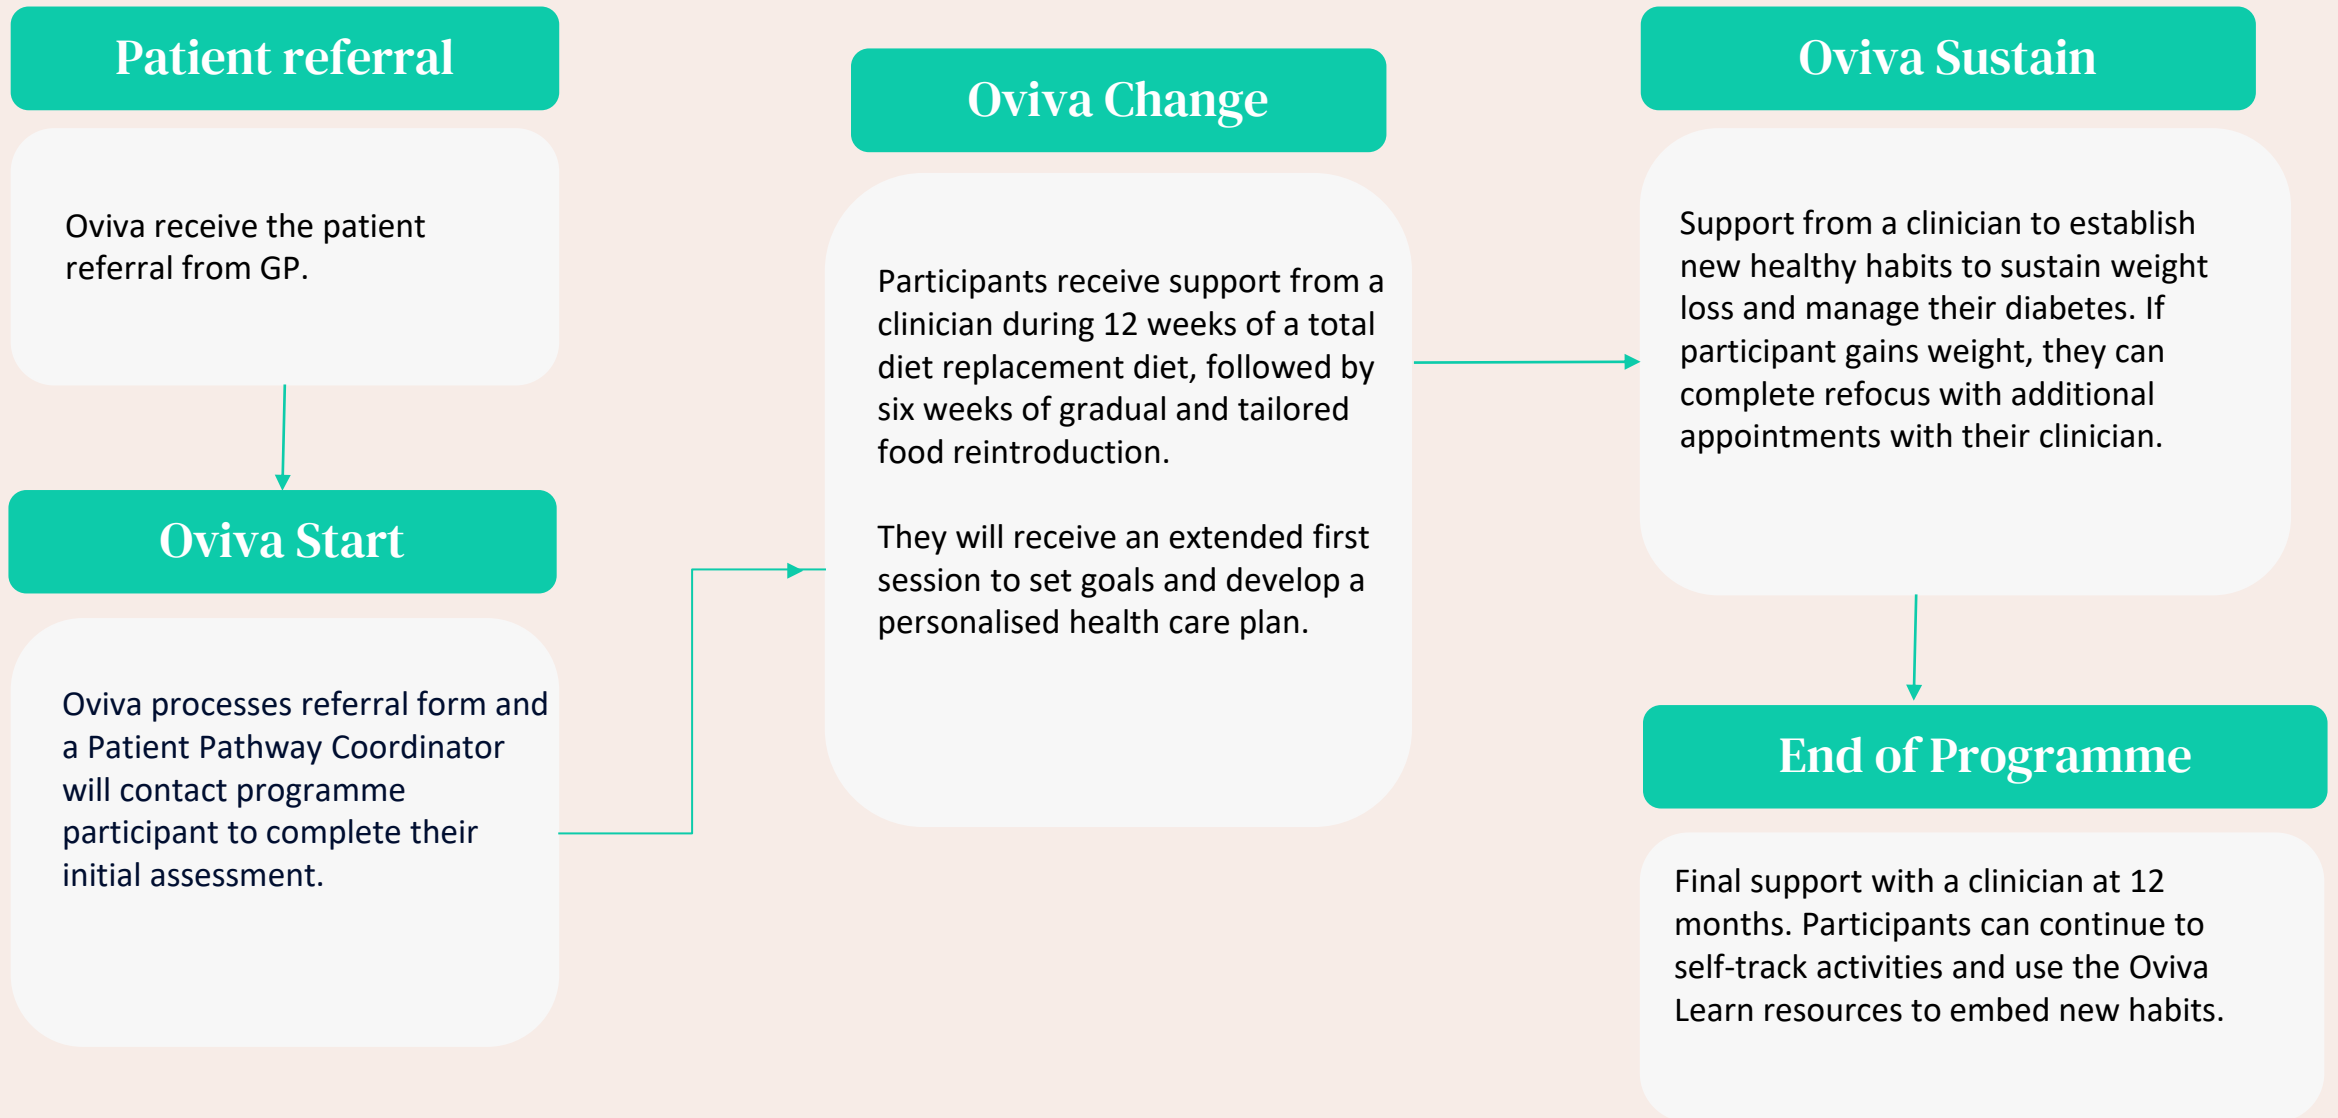 Patient referral
Oviva receive the patient
referral from GP.
Oviva Start
Oviva processes referral form and
a Patient Pathway Coordinator
will contact programme
participant to complete their
initial assessment.
Oviva Change
Participants receive support from a
clinician during 12 weeks of a total
diet replacement diet, followed by
six weeks of gradual and tailored
food reintroduction.
They will receive an extended first
session to set goals and develop a
personalised health care plan.
Oviva Sustain
Support from a clinician to establish
new healthy habits to sustain weight
loss and manage their diabetes. If
participant gains weight, they can
complete refocus with additional
appointments with their clinician.
End of Programme
Final support with a clinician at 12
months. Participants can continue to
self-track activities and use the Oviva
Learn resources to embed new habits.